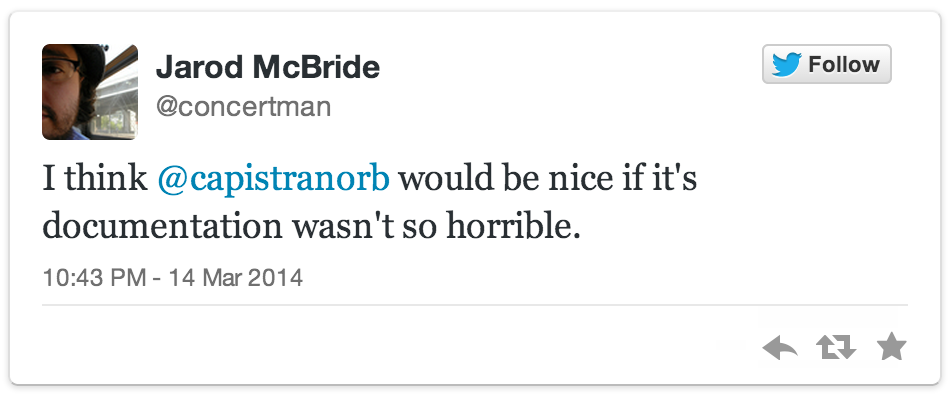 Jarod McBride
Follow
@concertman
I think @capistranorb would be nice if it's
documentation wasn't so horrible.
10:43 PM - 14 Mar 2014